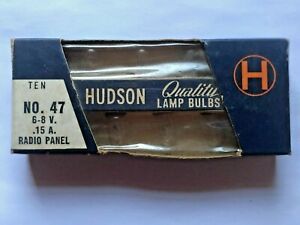 TEN
NO. 47
6-8 V.
.15 A.
RADIO PANEL
HUDSON
Quality
LAMP BULBS
H